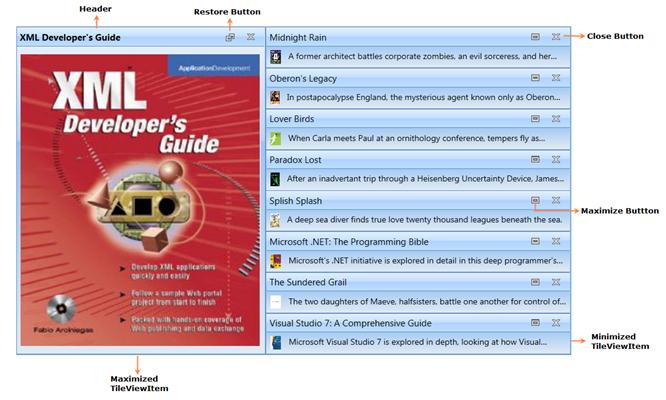 Header
Restore Button
XML Developer's Guide
ApplicationDevelopment
XML
Developer's
Guide
Develop XML applications
quickly and easily
Follow a sample Web portal
project from start to finish
Packed with hands-on coverage of
Web publishing and data exchange
Fabio Arciniegas
Midnight Rain
A former architect battles corporate zombies, an evil sorceress, and her...
Oberon's Legacy
In postapocalypse England, the mysterious agent known only as Oberon...
Lover Birds
When Carla meets Paul at an ornithology conference, tempers fly as...
Paradox Lost
After an inadvertant trip through a Heisenberg Uncertainty Device, James...
Splish Splash
A deep sea diver finds true love twenty thousand leagues beneath the sea.
Microsoft .NET: The Programming Bible
Microsoft's .NET initiative is explored in detail in this deep programmer's...
The Sundered Grail
The two daughters of Maeve, halfsisters, battle one another for control of...
Visual Studio 7: A Comprehensive Guide
Microsoft Visual Studio 7 is explored in depth, looking at how Visual...
Close Button
Maximize Buttton
Minimized
TileViewItem
Maximized
TileViewItem